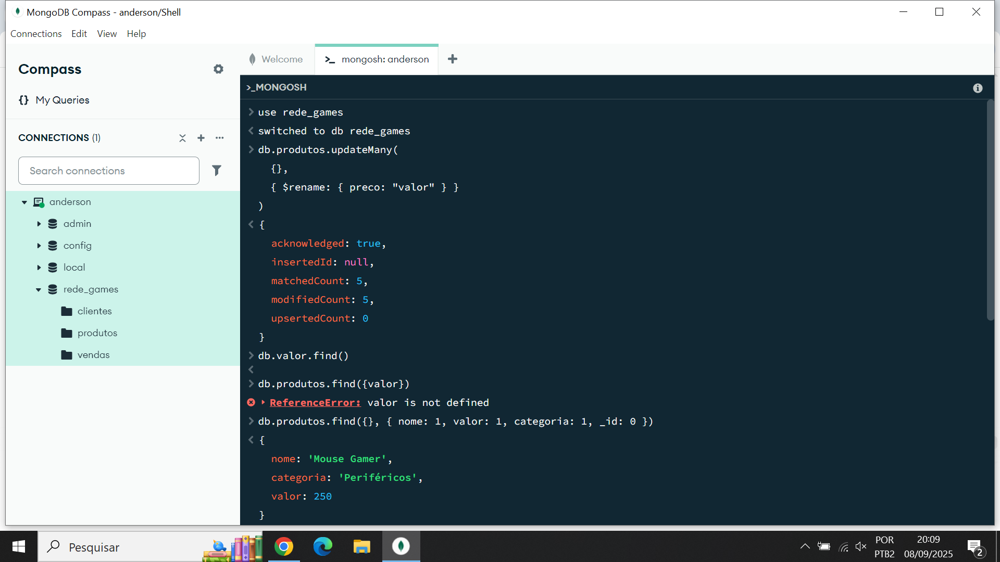 MongoDB Compass - anderson/Shell
Connections Edit View Help
Compass
{} My Queries
CONNECTIONS (1)
Search connections
anderson
admin
config
local
rede_games
clientes
produtos
vendas
Welcome
>_ mongosh: anderson
>_MONGOSH
> use rede_games
< switched to db rede_games
> db.produtos.updateMany(
{},
{ $rename: { preco: "valor" } }
)
< {
acknowledged: true,
insertedId: null,
matchedCount: 5,
modifiedCount: 5,
upsertedCount: 0
}
> db.valor.find()
<
> db.produtos.find({valor})
ReferenceError: valor is not defined
> db.produtos.find({}, { nome: 1, valor: 1, categoria: 1, _id: 0 })
< {
nome: 'Mouse Gamer',
categoria: 'Periféricos',
valor: 250
}
Pesquisar
POR
PTB2
20:09
08/09/2025
2